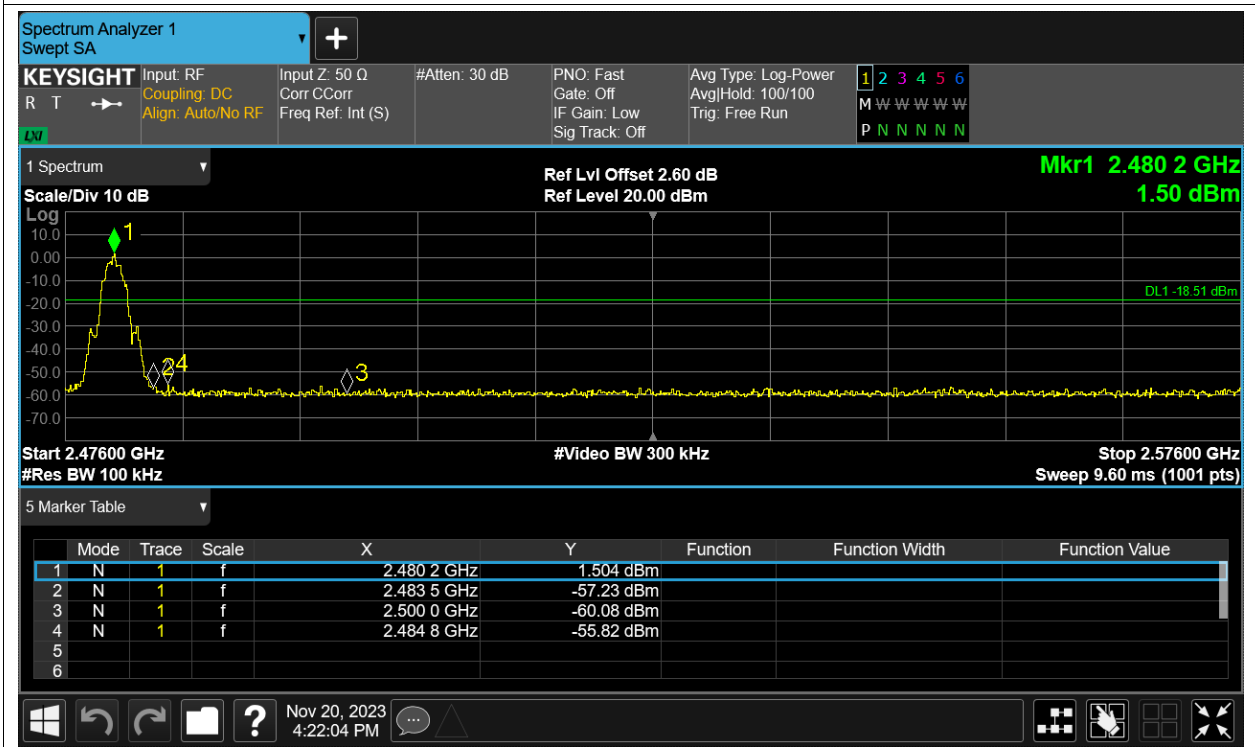 Spectrum Analyzer 1
Swept SA
KEYSIGHT Input: RF Input Z: 50 Ω #Atten: 30 dB PNO: Fast Avg Type: Log-Power 1 2 3 4 5 6
R T Coupling: DC Corr CCorr Gate: Off Avg|Hold: 100/100 M W W W W W
Align: Auto/No RF Freq Ref: Int (S) IF Gain: Low Trig: Free Run
LXI Sig Track: Off P N N N N N
1 Spectrum Ref Lvl Offset 2.60 dB Mkr1 2.480 2 GHz
Scale/Div 10 dB Ref Level 20.00 dBm 1.50 dBm
Log
10.0 1
0.00
-10.0
DL1 -18.51 dBm
-20.0
-30.0
-40.0
2 4
-50.0 3
-60.0
-70.0
Start 2.47600 GHz #Video BW 300 kHz Stop 2.57600 GHz
#Res BW 100 kHz Sweep 9.60 ms (1001 pts)
5 Marker Table
Mode Trace Scale X Y Function Function Width Function Value
1 N 1 f 2.480 2 GHz 1.504 dBm
2 N 1 f 2.483 5 GHz -57.23 dBm
3 N 1 f 2.500 0 GHz -60.08 dBm
4 N 1 f 2.484 8 GHz -55.82 dBm
5
6
? Nov 20, 2023
4:22:04 PM